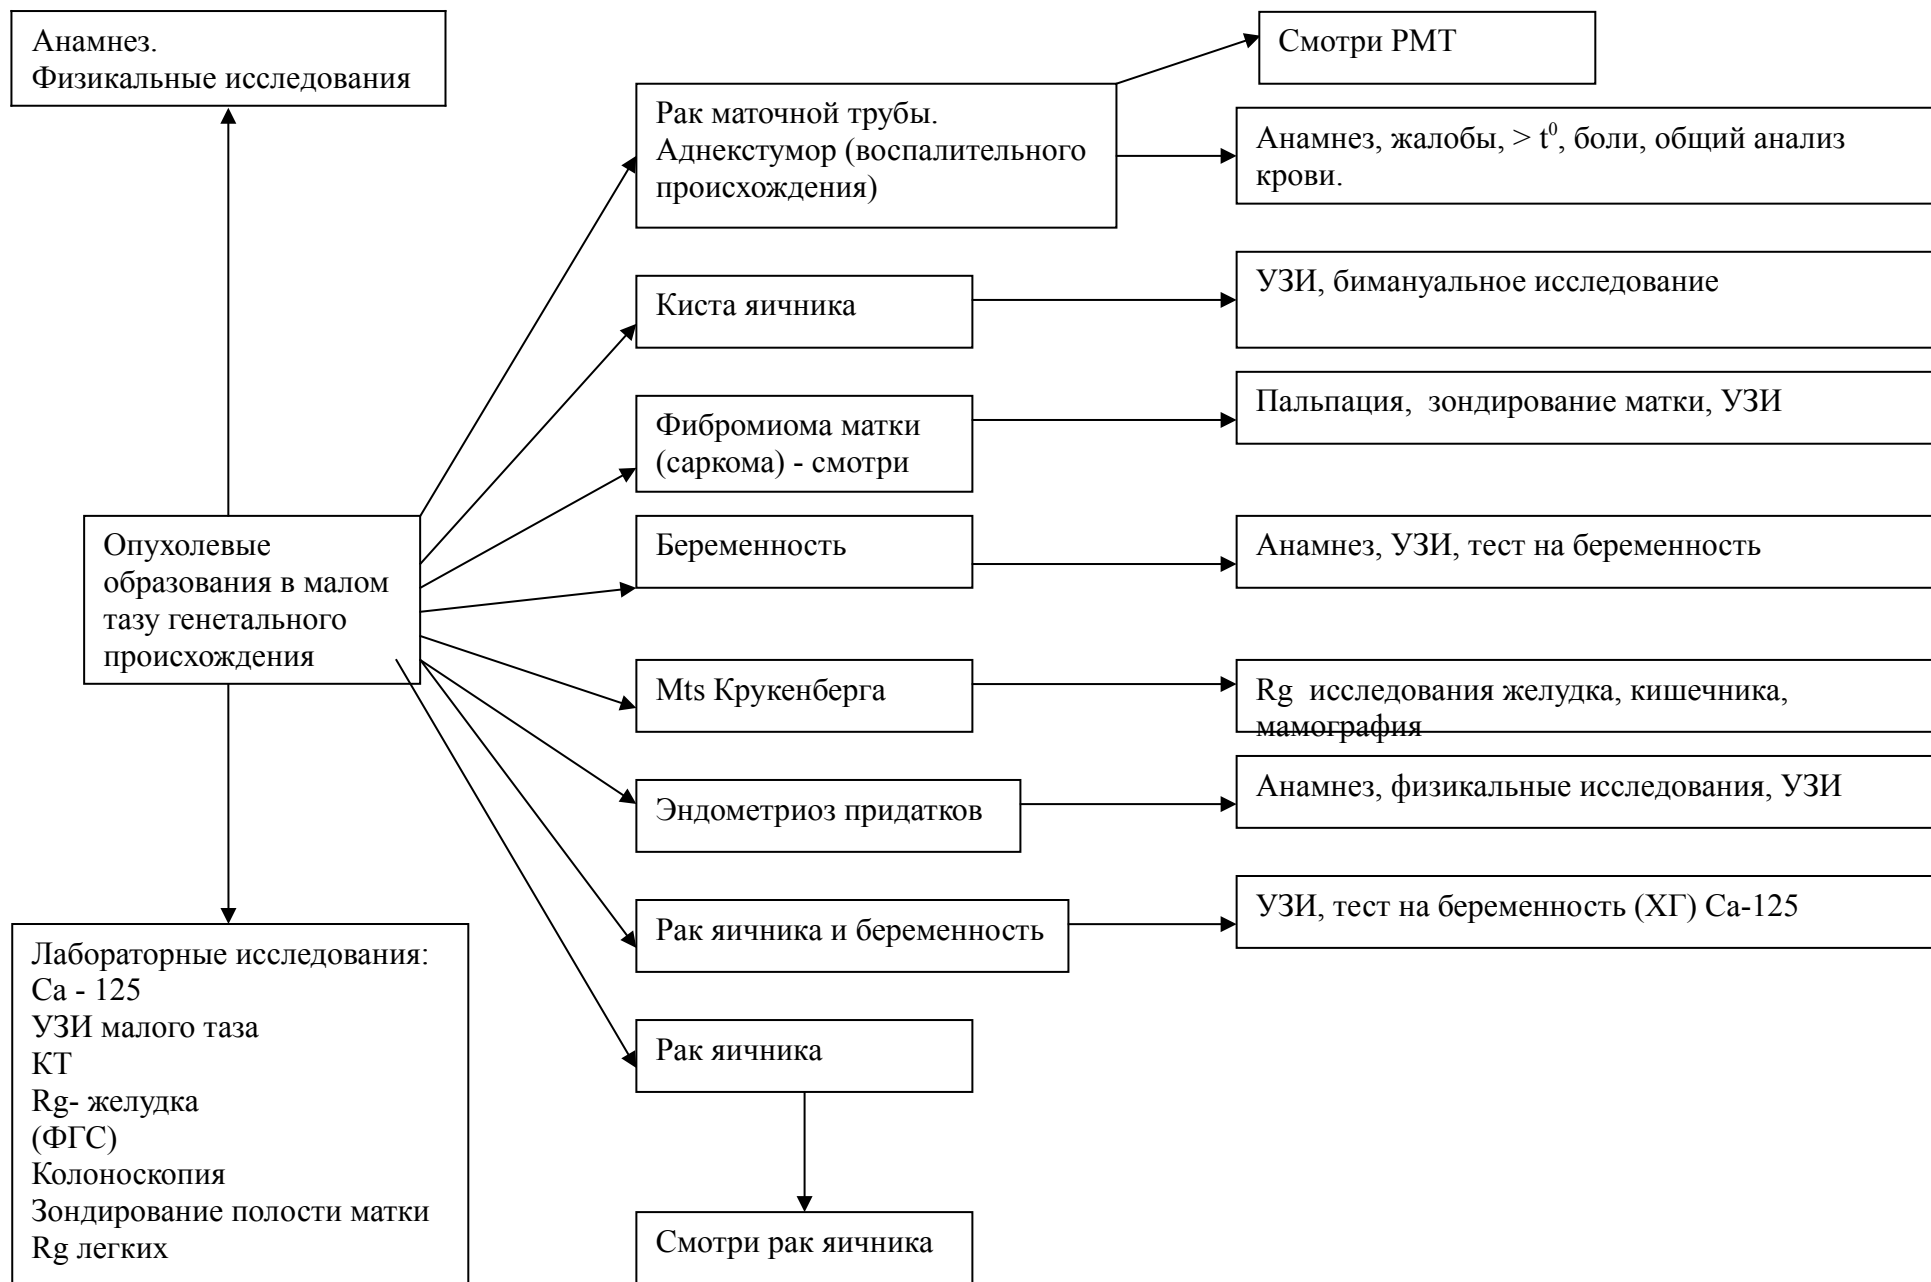 Анамнез.
Физикальные исследования
Смотри РМТ
Рак маточной трубы.
Аднекстумор (воспалительного
происхождения)
Анамнез, жалобы, > t⁰, боли, общий анализ
крови.
Киста яичника
УЗИ, бимануальное исследование
Фибромиома матки
(саркома) - смотри
Пальпация, зондирование матки, УЗИ
Опухолевые
образования в малом
тазу генетального
происхождения
Беременность
Анамнез, УЗИ, тест на беременность
Mts Крукенберга
Rg исследования желудка, кишечника,
мамография
Эндометриоз придатков
Анамнез, физикальные исследования, УЗИ
Рак яичника и беременность
УЗИ, тест на беременность (ХГ) Са-125
Лабораторные исследования:
Са - 125
УЗИ малого таза
КТ
Rg- желудка
(ФГС)
Колоноскопия
Зондирование полости матки
Rg легких
Рак яичника
Смотри рак яичника